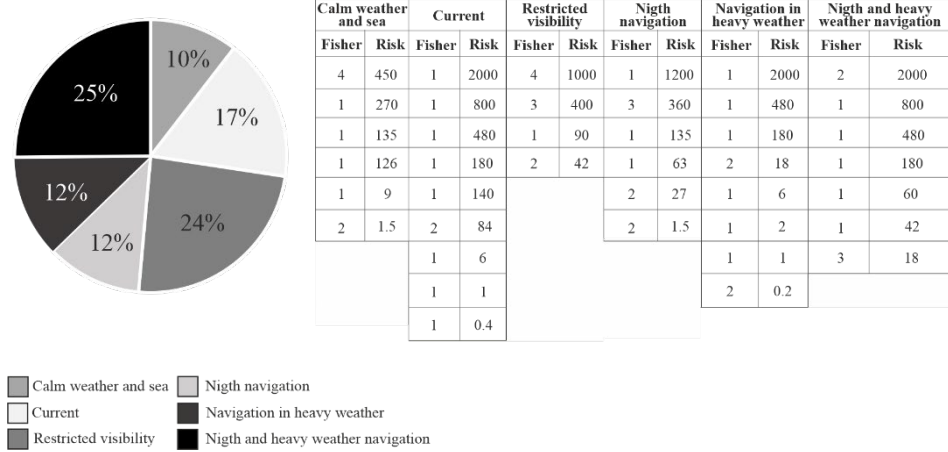 10%
17%
24%
12%
12%
25%
Calm weather and sea Current Restricted visibility Nigth navigation Navigation in heavy weather Nigth and heavy weather navigation
Fisher Risk Fisher Risk Fisher Risk Fisher Risk Fisher Risk Fisher Risk
4 450 1 2000 4 1000 1 1200 1 2000 2 2000
1 270 1 800 3 400 3 360 1 480 1 800
1 135 1 480 1 90 1 135 1 180 1 480
1 126 1 180 2 42 1 63 2 18 1 180
1 9 1 140 2 27 1 6 1 60
2 1.5 2 84 2 1.5 1 2 1 42
1 6 1 1 3 18
1 1 2 0.2
1 0.4
Calm weather and sea Nigth navigation
Current Navigation in heavy weather
Restricted visibility Nigth and heavy weather navigation